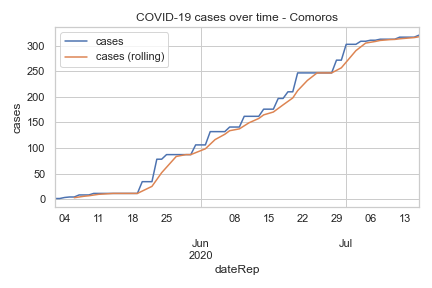 COVID-19 cases over time - Comoros
cases
cases (rolling)
cases
300
250
200
150
100
50
0
04 11 18 25 08 15 22 29 06 13
Jun Jul
2020
dateRep